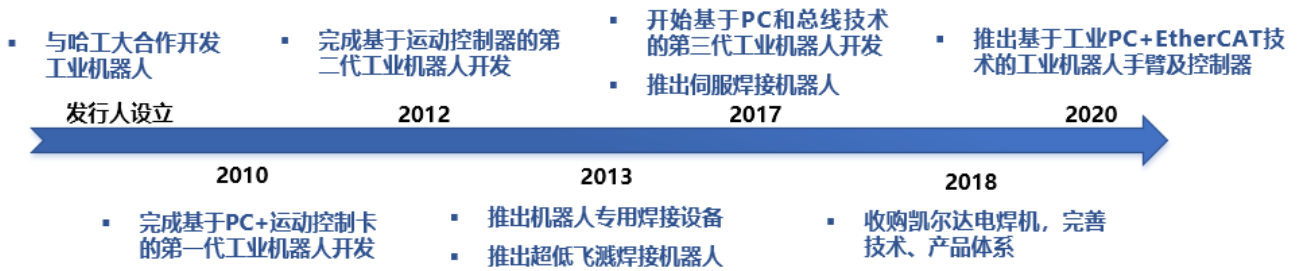 ▪ 与哈工大合作开发
工业机器人
发行人设立
▪ 完成基于PC+运动控制卡
的第一代工业机器人开发
2010
▪ 完成基于运动控制器的第
二代工业机器人开发
2012
2013
▪ 推出机器人专用焊接设备
▪ 推出超低飞溅焊接机器人
▪ 开始基于PC和总线技术
的第三代工业机器人开发
▪ 推出伺服焊接机器人
2017
2018
▪ 收购凯尔达电焊机，完善
技术、产品体系
▪ 推出基于工业PC+EtherCAT技
术的工业机器人手臂及控制器
2020